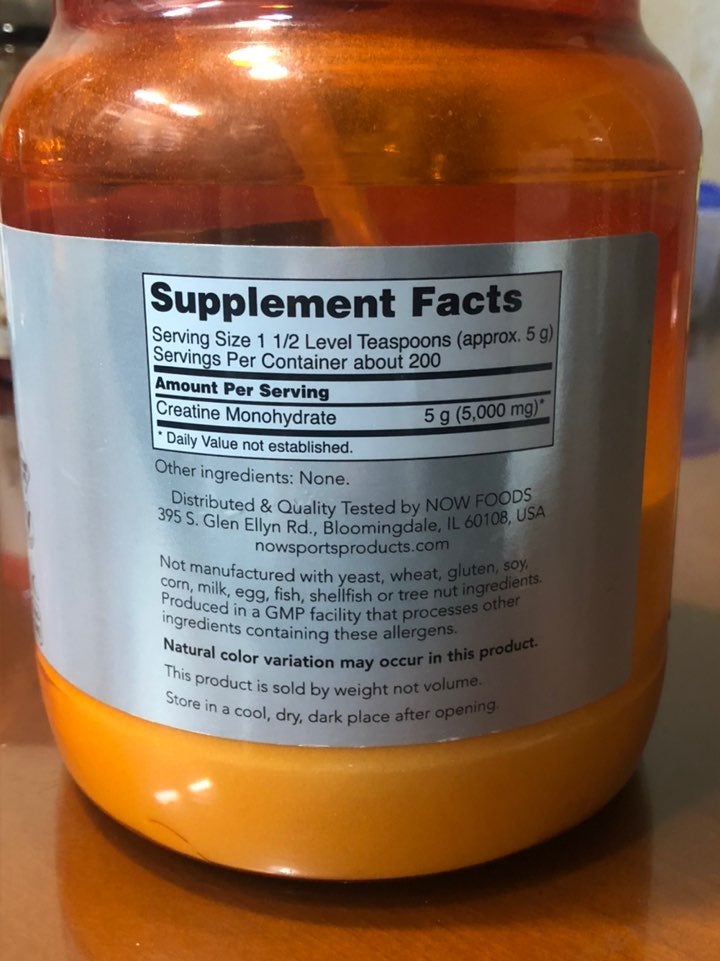 Supplement Facts
Serving Size 1 1/2 Level Teaspoons (approx. 5 g)
Servings Per Container about 200
Amount Per Serving
Creatine Monohydrate 5 g (5,000 mg)*
* Daily Value not established.
Other ingredients: None.
Distributed & Quality Tested by NOW FOODS
395 S. Glen Ellyn Rd., Bloomingdale, IL 60108, USA
nowsportsproducts.com
Not manufactured with yeast, wheat, gluten, soy,
corn, milk, egg, fish, shellfish or tree nut ingredients.
Produced in a GMP facility that processes other
ingredients containing these allergens.
Natural color variation may occur in this product.
This product is sold by weight not volume.
Store in a cool, dry, dark place after opening.